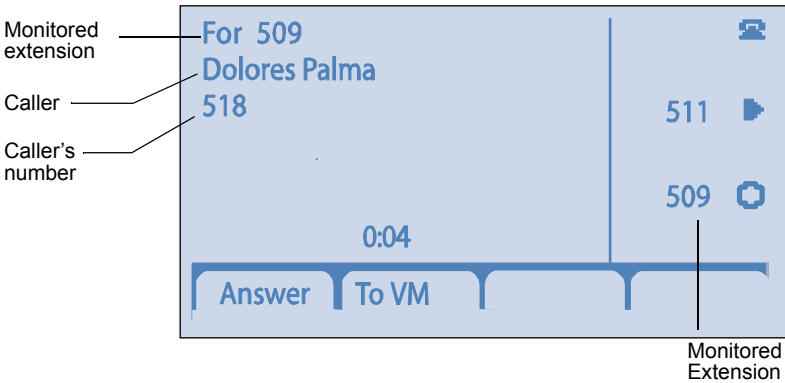 Monitored
extension
Caller
Caller's
number
For 509
Dolores Palma
518
511
509
0:04
Answer
To VM
Monitored
Extension